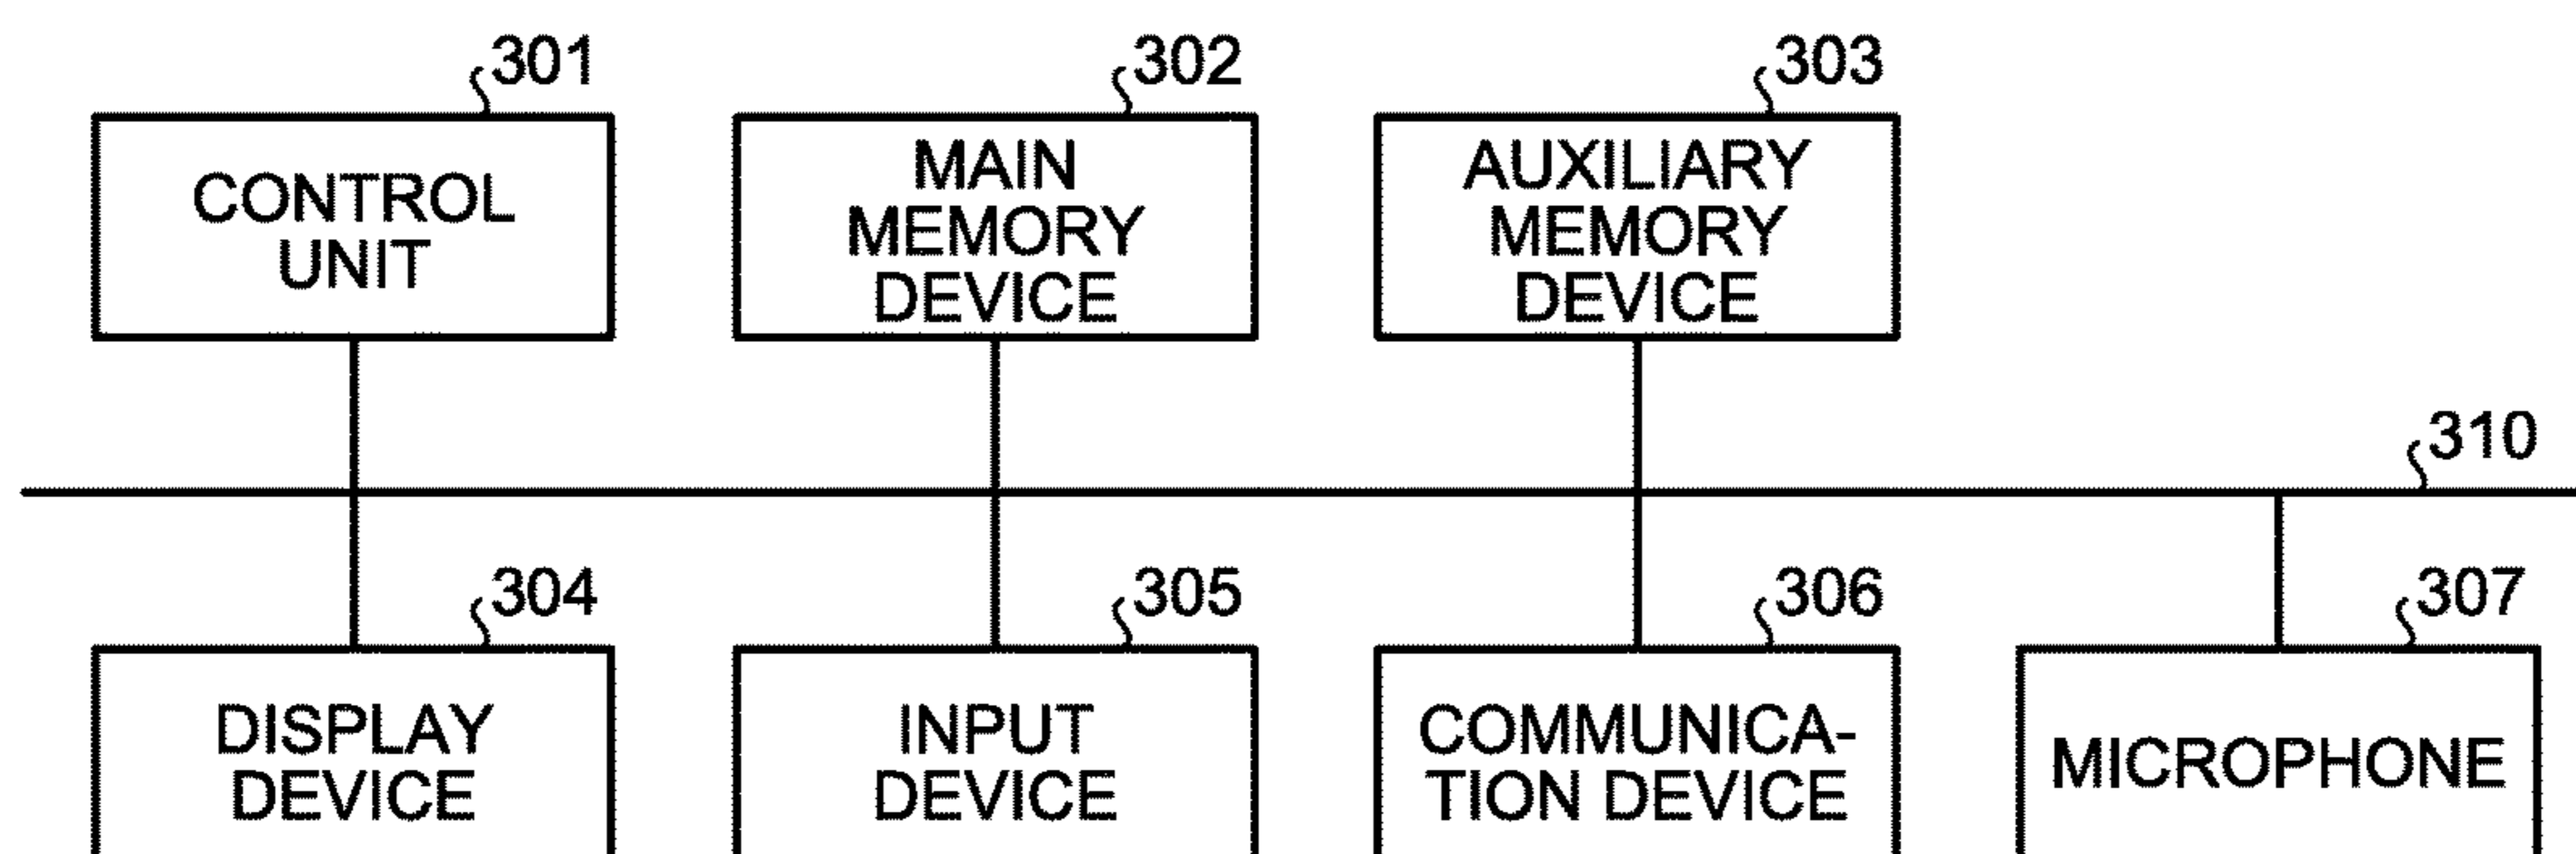 301
302
303
CONTROL
UNIT
MAIN
MEMORY
DEVICE
AUXILIARY
MEMORY
DEVICE
310
304
305
306
307
DISPLAY
DEVICE
INPUT
DEVICE
COMMUNICA-
TION DEVICE
MICROPHONE